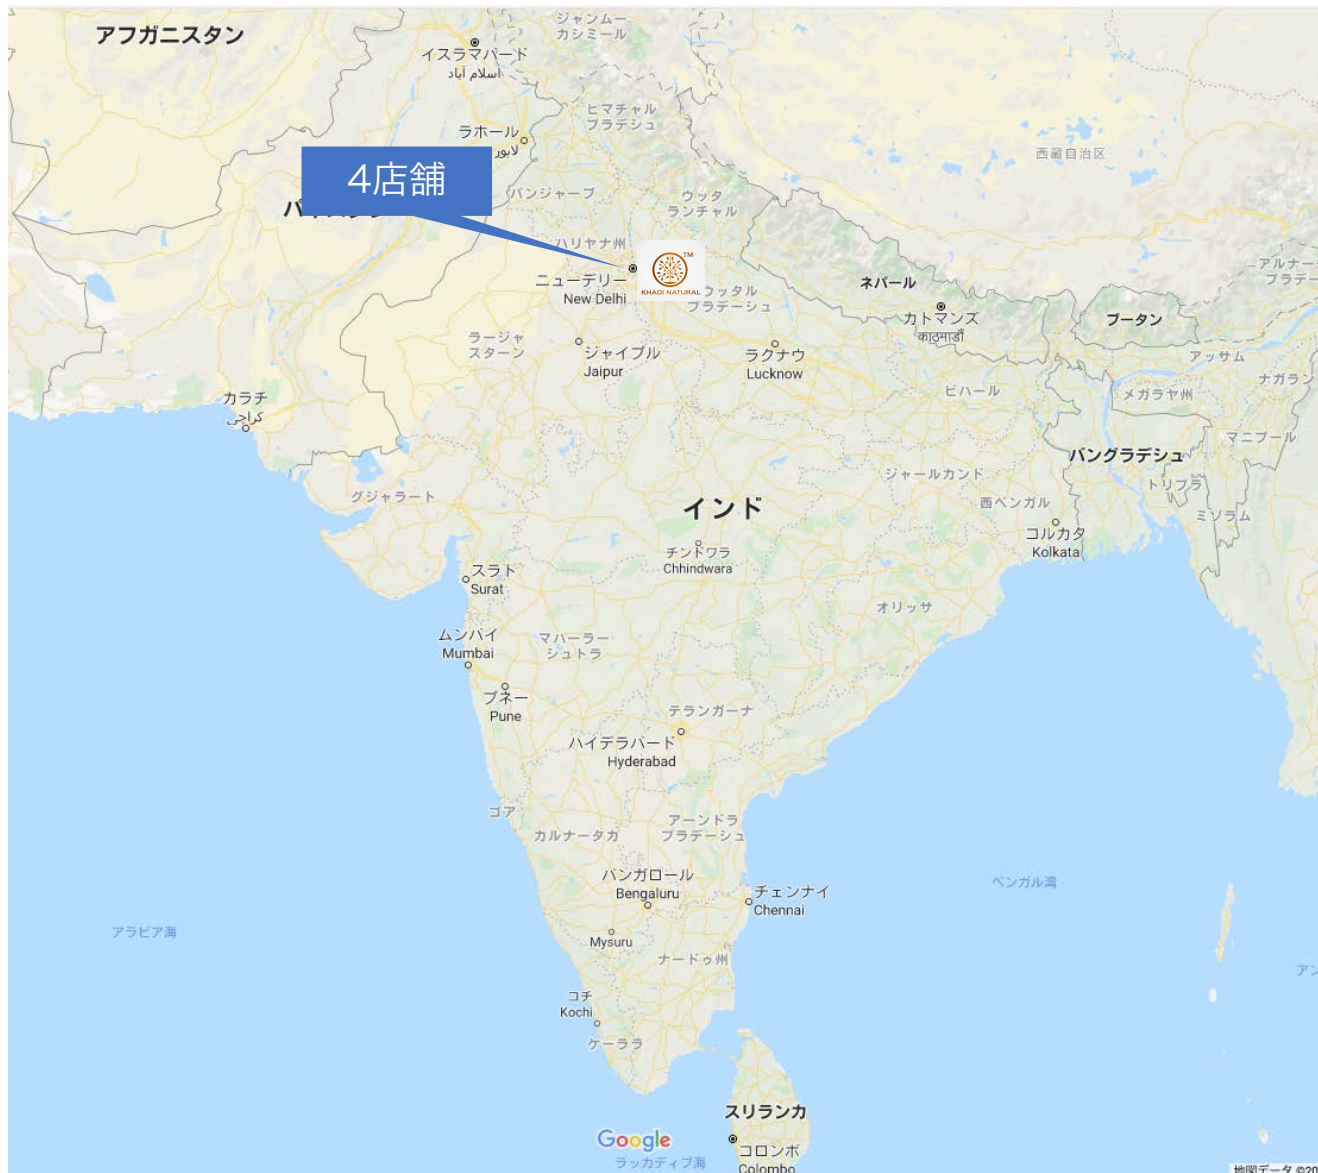 アフガニスタン
ジャンムー
カシミール
イスラマバード
اسلام آباد
ヒマチャル
プラデシュ
ラホール
لاہور
西蔵自治区
4店舗
パンジャーブ
ウッタ
ランチャル
ハリヤナ州
TM
KHADI NATURAL
ニューデリー
New Delhi
ウッタル
プラデーシュ
ネパール
アルナー
プラデー
カトマンズ
काठमाडौँ
ブータン
ラージャ
スターン
ジャイプル
Jaipur
ラクナウ
Lucknow
アッサム
ビハール
メガラヤ州
ナガラン
カラチ
کراچی
マニプール
バングラデシュ
ジャールカンド
トリプラ
グジャラート
インド
西ベンガル
ミゾラム
コルカタ
Kolkata
チンドワラ
Chhindwara
スラト
Surat
オリッサ
ムンバイ
Mumbai
マハーラー
シュトラ
プネー
Pune
テランガーナ
ハイデラバード
Hyderabad
ゴア
カルナータカ
アーンドラ
プラデーシュ
バンガロール
Bengaluru
チェンナイ
Chennai
ベンガル湾
アラビア海
Mysuru
ナードゥ州
アン
コチ
Kochi
ケーララ
スリランカ
Google
コロンボ
Colombo
ラッカディブ海
地図データ ©20